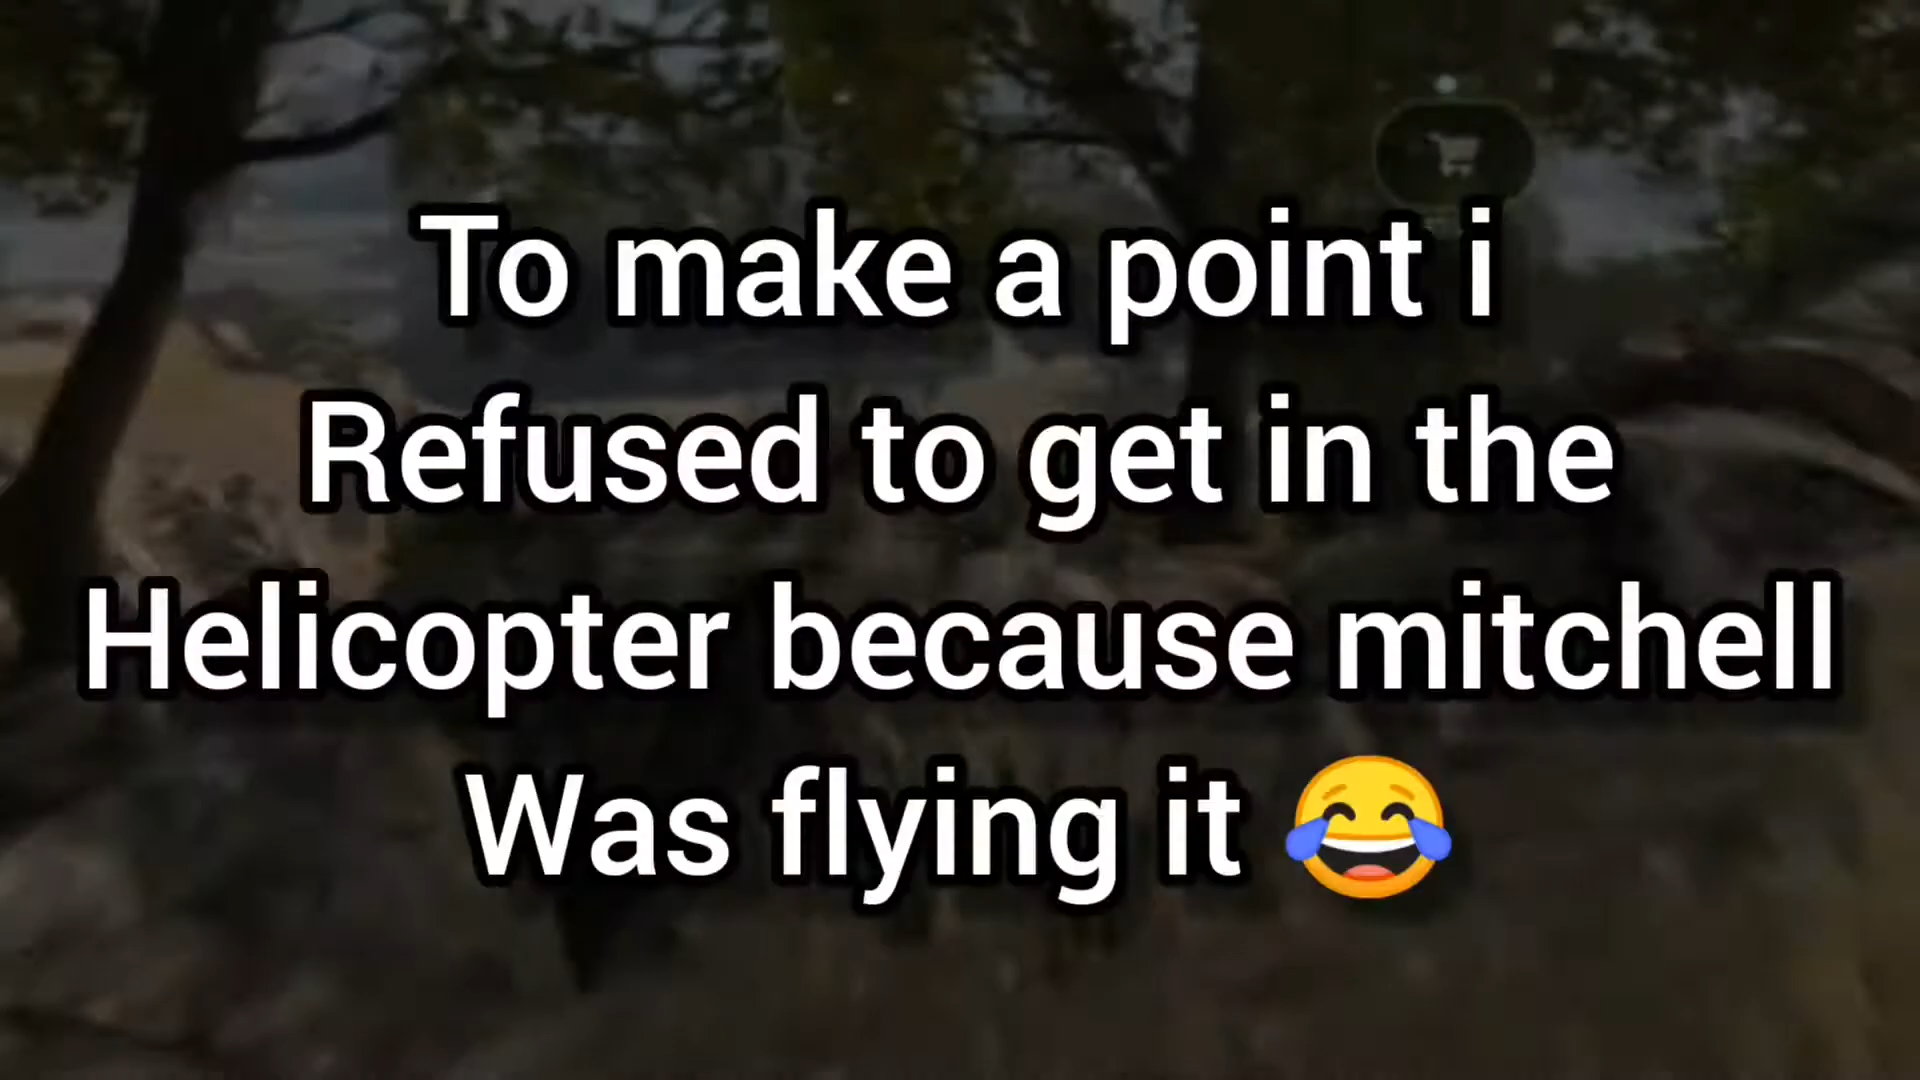 To make a point i
Refused to get in the
Helicopter because mitchell
Was flying it 😂